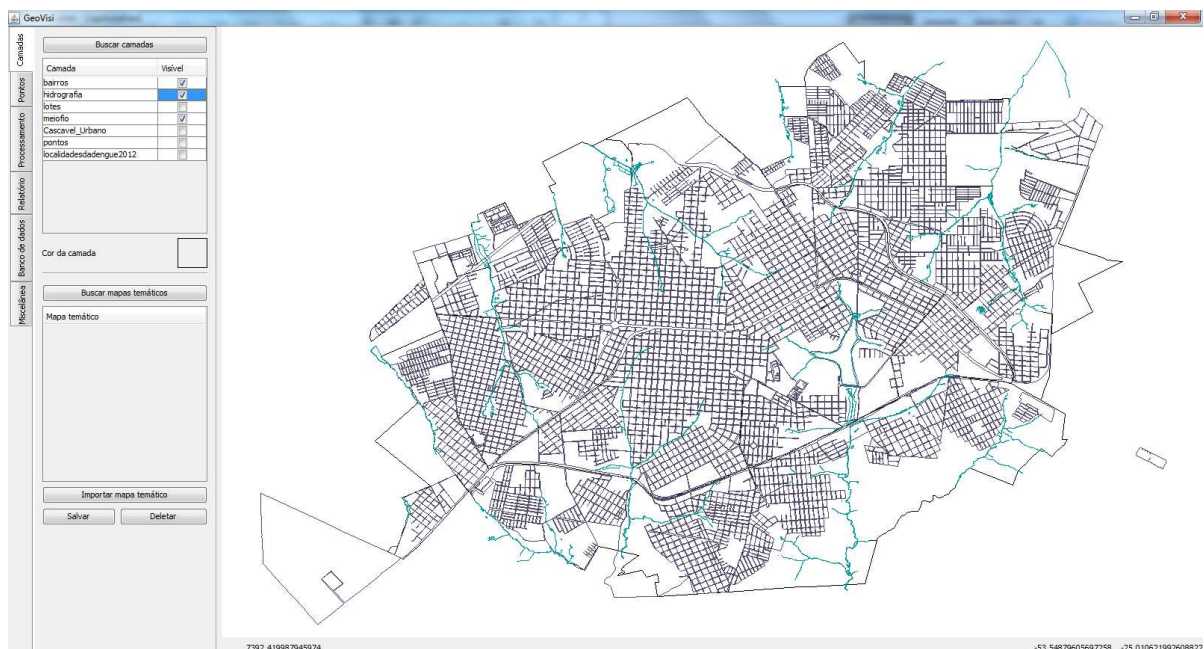 GeoVisi
Camadas
Pontos
Processamento
Relatório
Banco de dados
Miscelânea
Buscar camadas
Camada Visível
bairros
hidrografia
lotes
meiofio
Cascavel_Urbano
pontos
localidadesdadengue2012
Cor da camada
Buscar mapas temáticos
Mapa temático
Importar mapa temático
Salvar Deletar
7392.419987945974 -53.54879605697258 -25.010621992608822